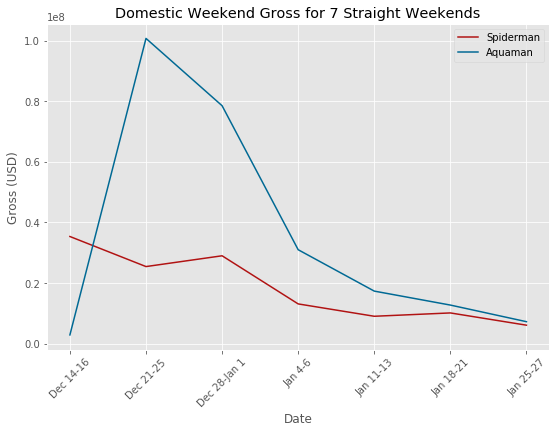 Domestic Weekend Gross for 7 Straight Weekends
1e8
Spiderman
Aquaman
1.0
0.8
0.6
0.4
0.2
0.0
Gross (USD)
Dec 14-16
Dec 21-25
Dec 28-Jan 1
Jan 4-6
Jan 11-13
Jan 18-21
Jan 25-27
Date